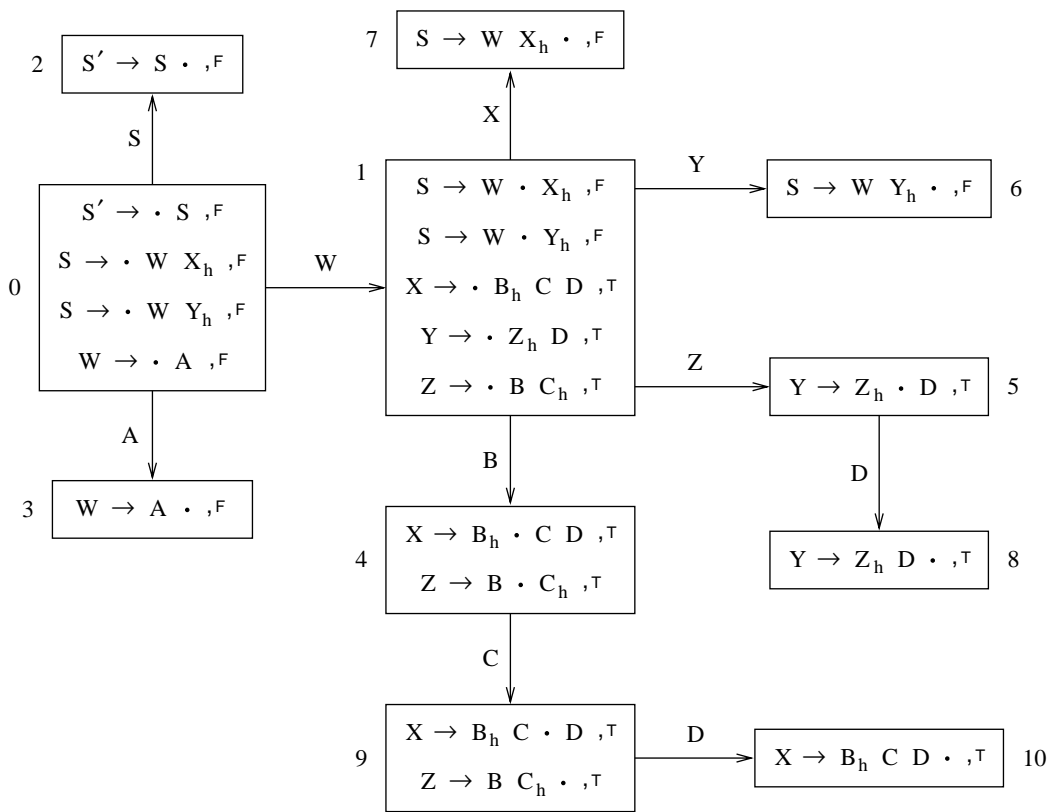 7
S → W X_h · ,F
2
S′ → S · ,F
X
S
1
S → W · X_h ,F
S → W · Y_h ,F
X → · B_h C D ,T
Y → · Z_h D ,T
Z → · B C_h ,T
Y
S → W Y_h · ,F
6
0
S′ → · S ,F
S → · W X_h ,F
S → · W Y_h ,F
W → · A ,F
W
Z
Y → Z_h · D ,T
5
A
B
D
3
W → A · ,F
4
X → B_h · C D ,T
Z → B · C_h ,T
Y → Z_h D · ,T
8
C
9
X → B_h C · D ,T
Z → B C_h · ,T
D
X → B_h C D · ,T
10